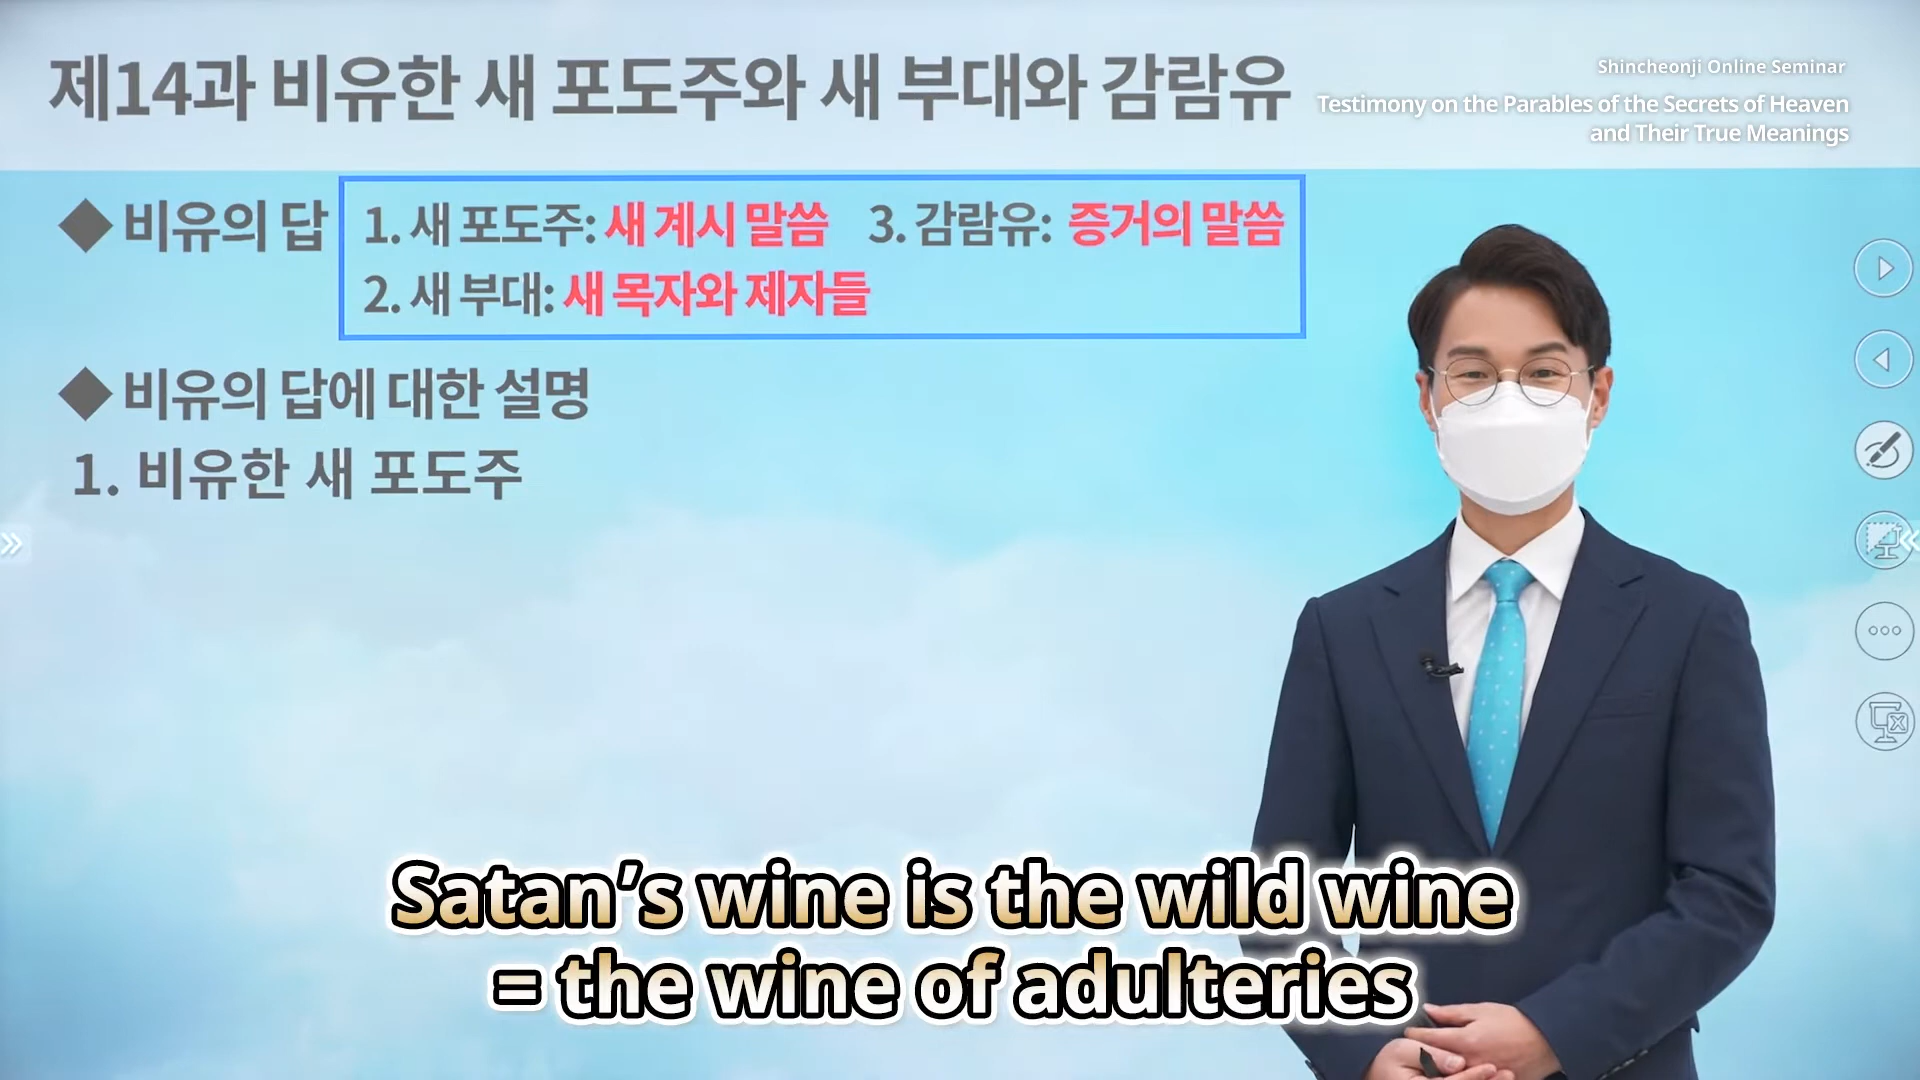 제14과 비유한 새 포도주와 새 부대와 감람유
Shincheonji Online Seminar
Testimony on the Parables of the Secrets of Heaven
and Their True Meanings
◆ 비유의 답
1. 새 포도주: 새 계시 말씀 3. 감람유: 증거의 말씀
2. 새 부대: 새 목자와 제자들
◆ 비유의 답에 대한 설명
1. 비유한 새 포도주
Satan's wine is the wild wine
= the wine of adulteries